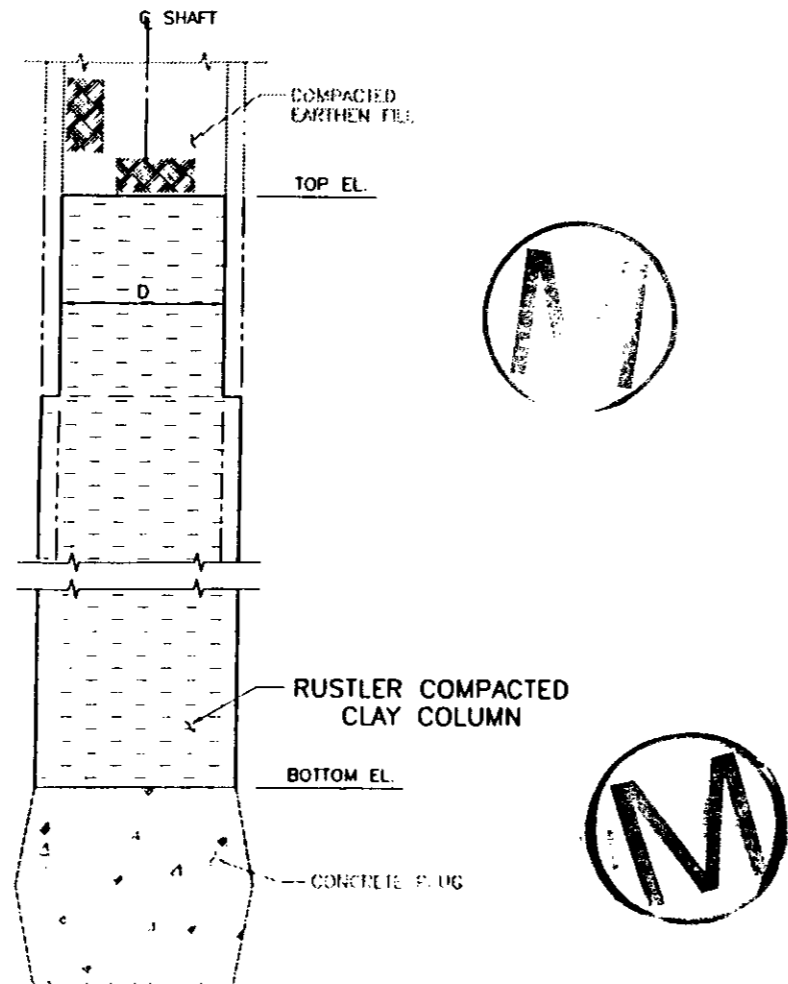 ℄ SHAFT
COMPACTED
EARTHEN FILL
TOP EL.
D
RUSTLER COMPACTED
CLAY COLUMN
BOTTOM EL.
CONCRETE PLUG
M